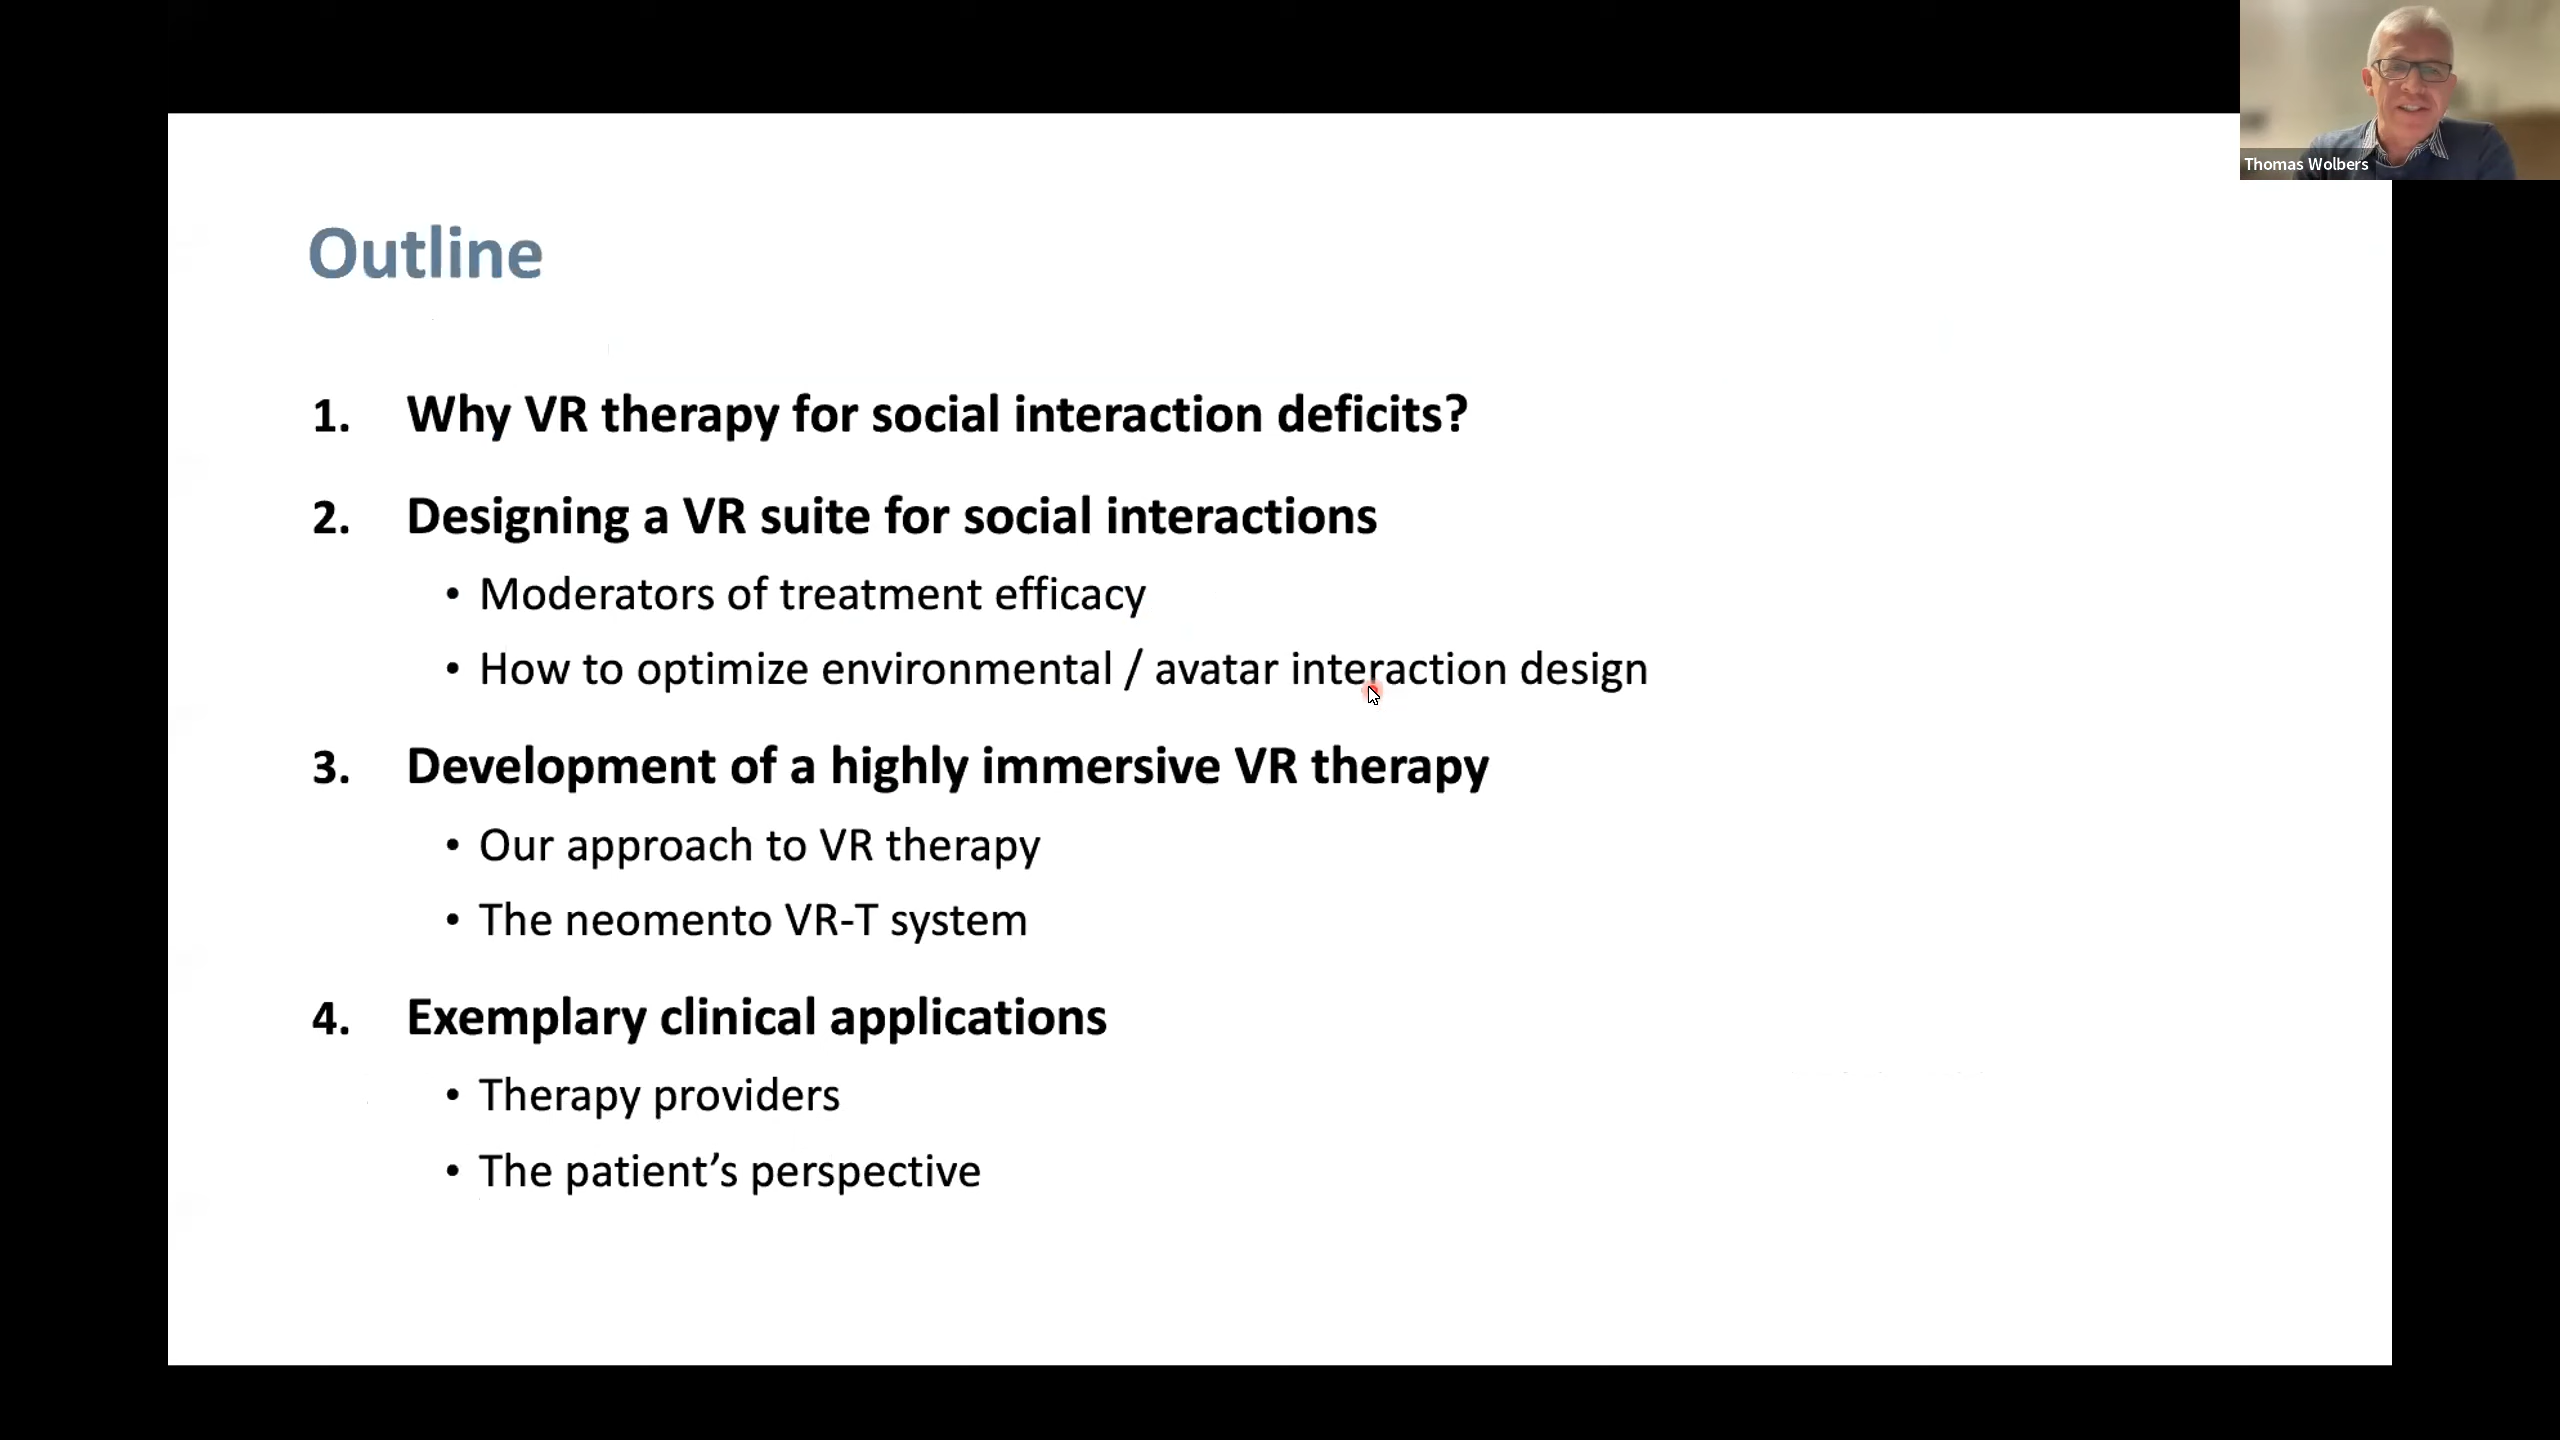 Thomas Wolbers
Outline
1. Why VR therapy for social interaction deficits?
2. Designing a VR suite for social interactions
• Moderators of treatment efficacy
• How to optimize environmental / avatar interaction design
3. Development of a highly immersive VR therapy
• Our approach to VR therapy
• The neomento VR-T system
4. Exemplary clinical applications
• Therapy providers
• The patient’s perspective